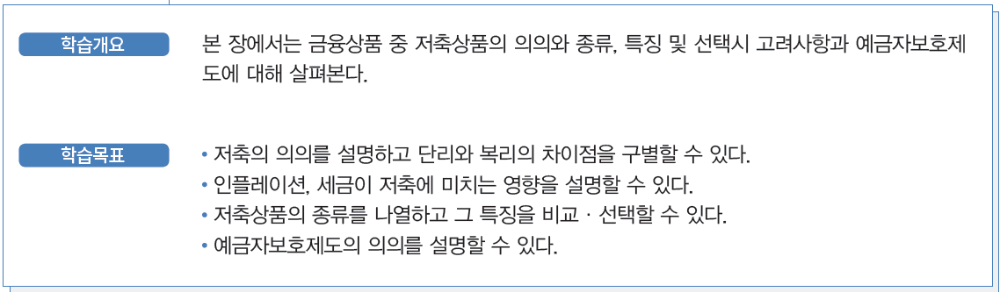 학습개요
본 장에서는 금융상품 중 저축상품의 의의와 종류, 특징 및 선택시 고려사항과 예금자보호제
도에 대해 살펴본다.
학습목표
• 저축의 의의를 설명하고 단리와 복리의 차이점을 구별할 수 있다.
• 인플레이션, 세금이 저축에 미치는 영향을 설명할 수 있다.
• 저축상품의 종류를 나열하고 그 특징을 비교 · 선택할 수 있다.
• 예금자보호제도의 의의를 설명할 수 있다.